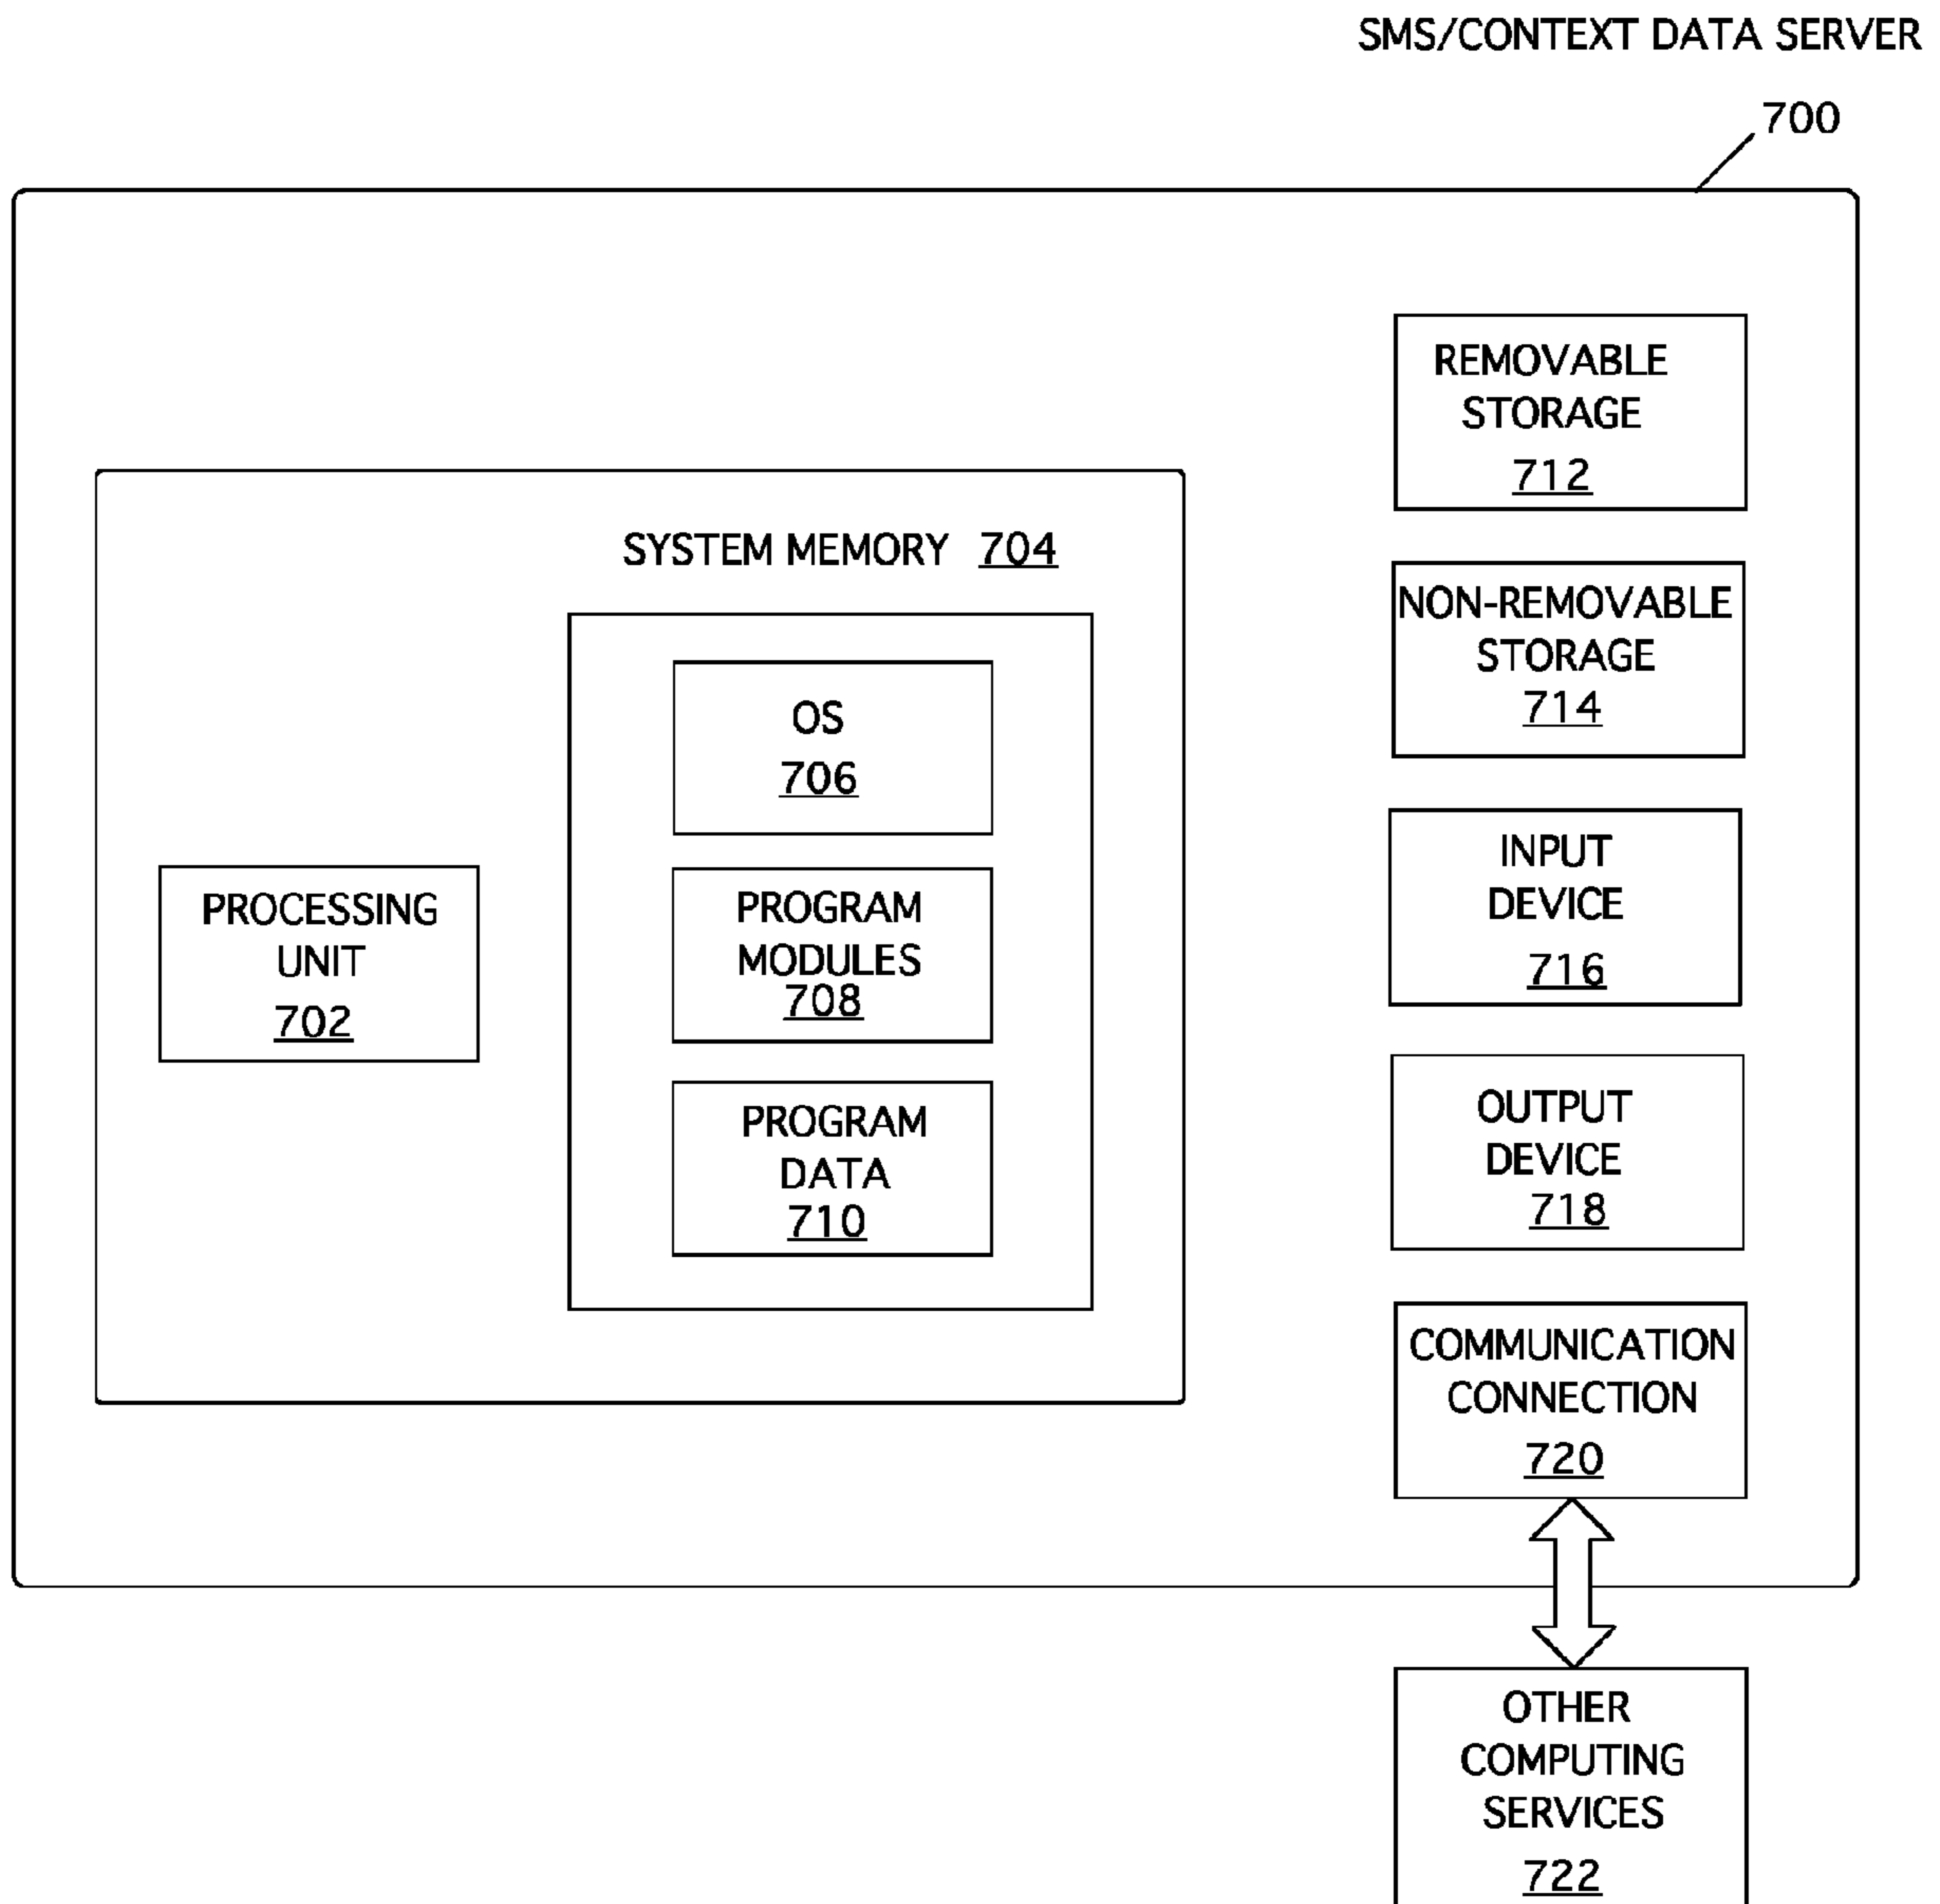 SMS/CONTEXT DATA SERVER
700
REMOVABLE
STORAGE
712
SYSTEM MEMORY 704
NON-REMOVABLE
STORAGE
714
OS
706
INPUT
DEVICE
716
PROCESSING
UNIT
702
PROGRAM
MODULES
708
OUTPUT
DEVICE
718
PROGRAM
DATA
710
COMMUNICATION
CONNECTION
720
OTHER
COMPUTING
SERVICES
722